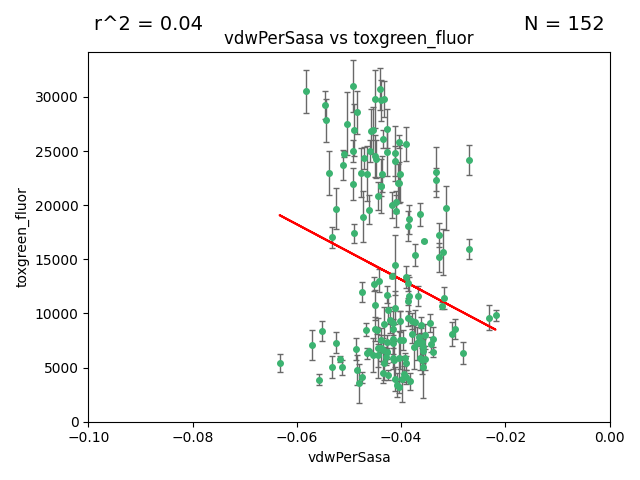 r^2 = 0.04
N = 152
vdwPerSasa vs toxgreen_fluor
toxgreen_fluor
30000
25000
20000
15000
10000
5000
0
−0.10
−0.08
−0.06
−0.04
−0.02
0.00
vdwPerSasa